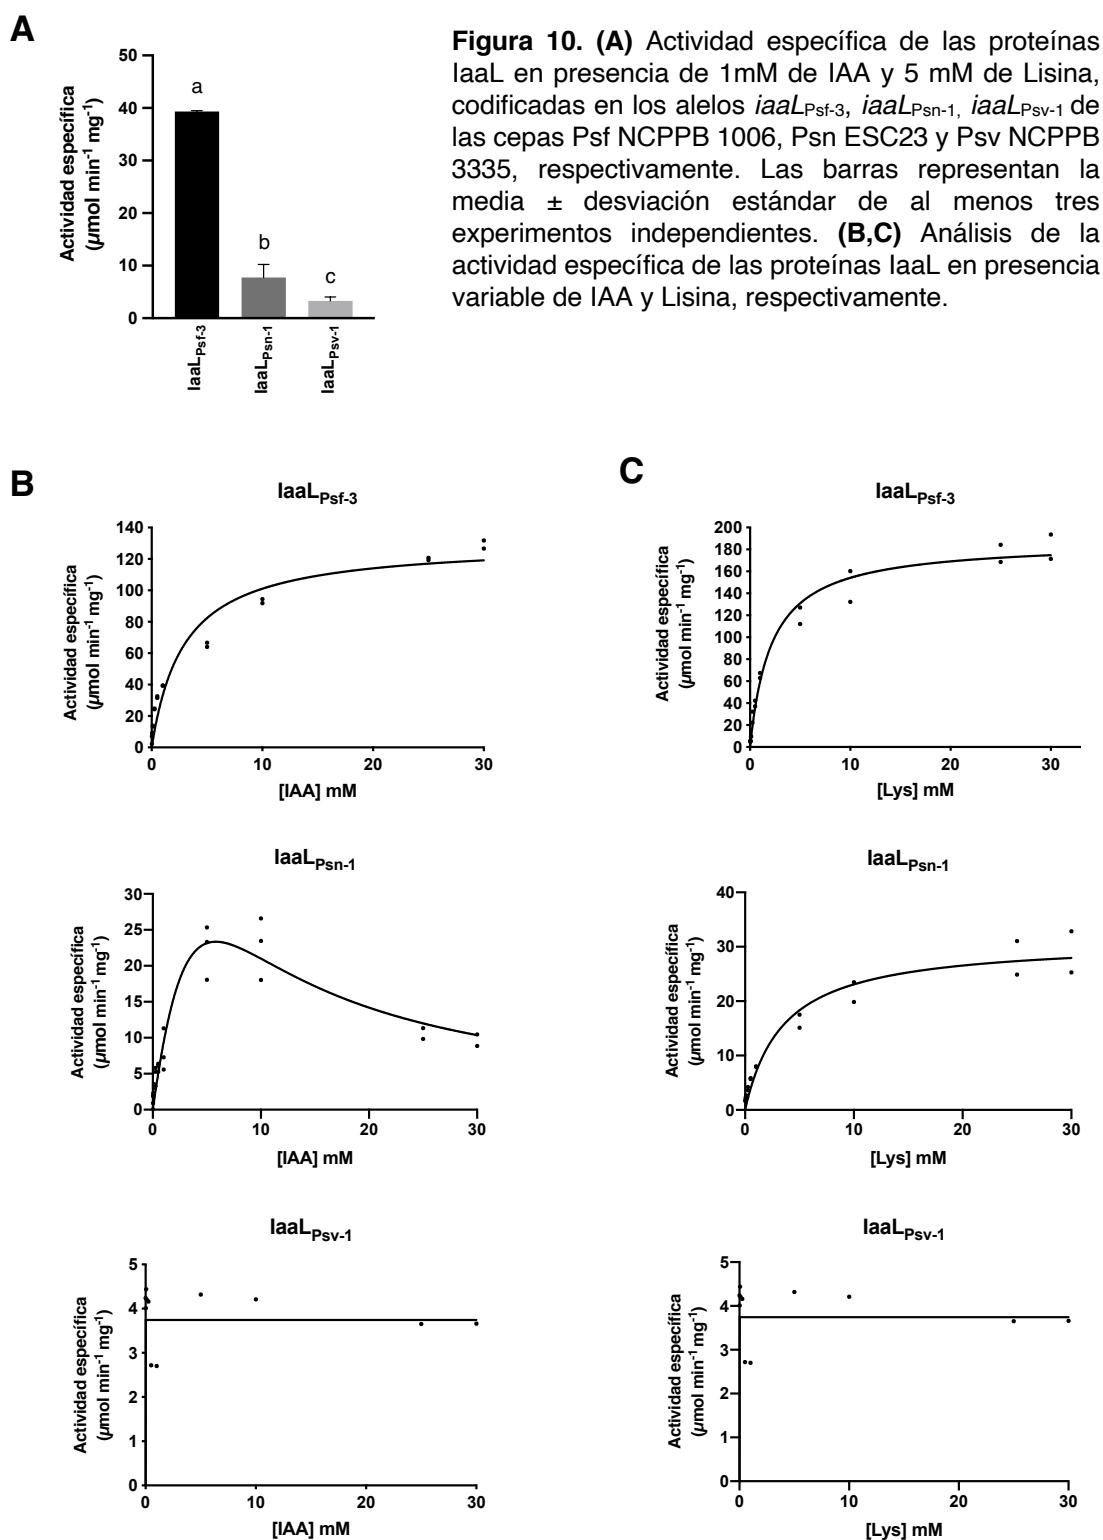 A
50
40
30
20
10
0
Actividad específica
(µmol min-1 mg-1)
a
b
c
IaaLPsf-3
IaaLPsn-1
IaaLPsv-1
Figura 10. (A) Actividad específica de las proteínas
IaaL en presencia de 1mM de IAA y 5 mM de Lisina,
codificadas en los alelos iaaLPsf-3, iaaLPsn-1, iaaLPsv-1 de
las cepas Psf NCPPB 1006, Psn ESC23 y Psv NCPPB
3335, respectivamente. Las barras representan la
media ± desviación estándar de al menos tres
experimentos independientes. (B,C) Análisis de la
actividad específica de las proteínas IaaL en presencia
variable de IAA y Lisina, respectivamente.
B
IaaLPsf-3
Actividad específica
(µmol min-1 mg-1)
140
120
100
80
60
40
20
0
0 10 20 30
[IAA] mM
IaaLPsn-1
Actividad específica
(µmol min-1 mg-1)
30
25
20
15
10
5
0
0 10 20 30
[IAA] mM
IaaLPsv-1
Actividad específica
(µmol min-1 mg-1)
5
4
3
2
1
0
0 10 20 30
[IAA] mM
C
IaaLPsf-3
Actividad específica
(µmol min-1 mg-1)
200
180
160
140
120
100
80
60
40
20
0
0 10 20 30
[Lys] mM
IaaLPsn-1
Actividad específica
(µmol min-1 mg-1)
40
30
20
10
0
0 10 20 30
[Lys] mM
IaaLPsv-1
Actividad específica
(µmol min-1 mg-1)
5
4
3
2
1
0
0 10 20 30
[Lys] mM